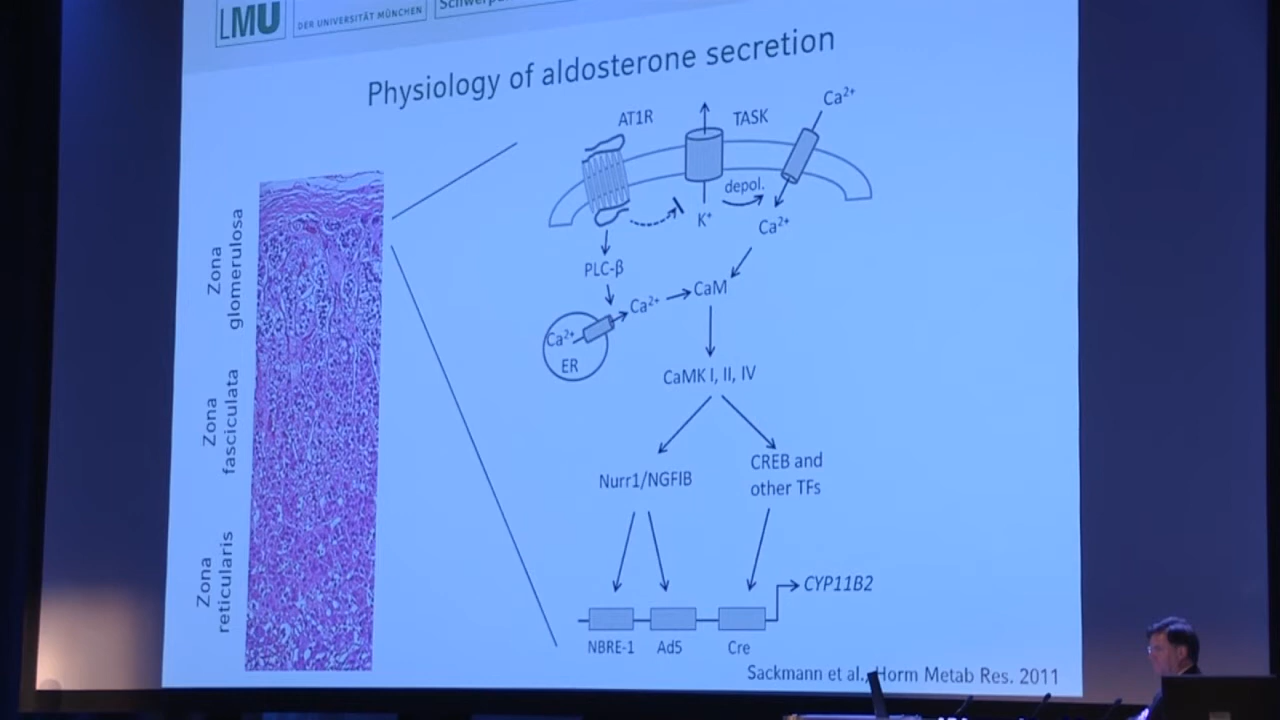 LMU
DER UNIVERSITÄT MÜNCHEN
Physiology of aldosterone secretion
Zona
glomerulosa
Zona
fasciculata
Zona
reticularis
AT1R
TASK
Ca²⁺
depol.
K⁺
Ca²⁺
PLC-β
Ca²⁺
CaM
Ca²⁺
ER
CaMK I, II, IV
Nurr1/NGFIB
CREB and
other TFs
CYP11B2
NBRE-1
Ad5
Cre
Sackmann et al., Horm Metab Res. 2011